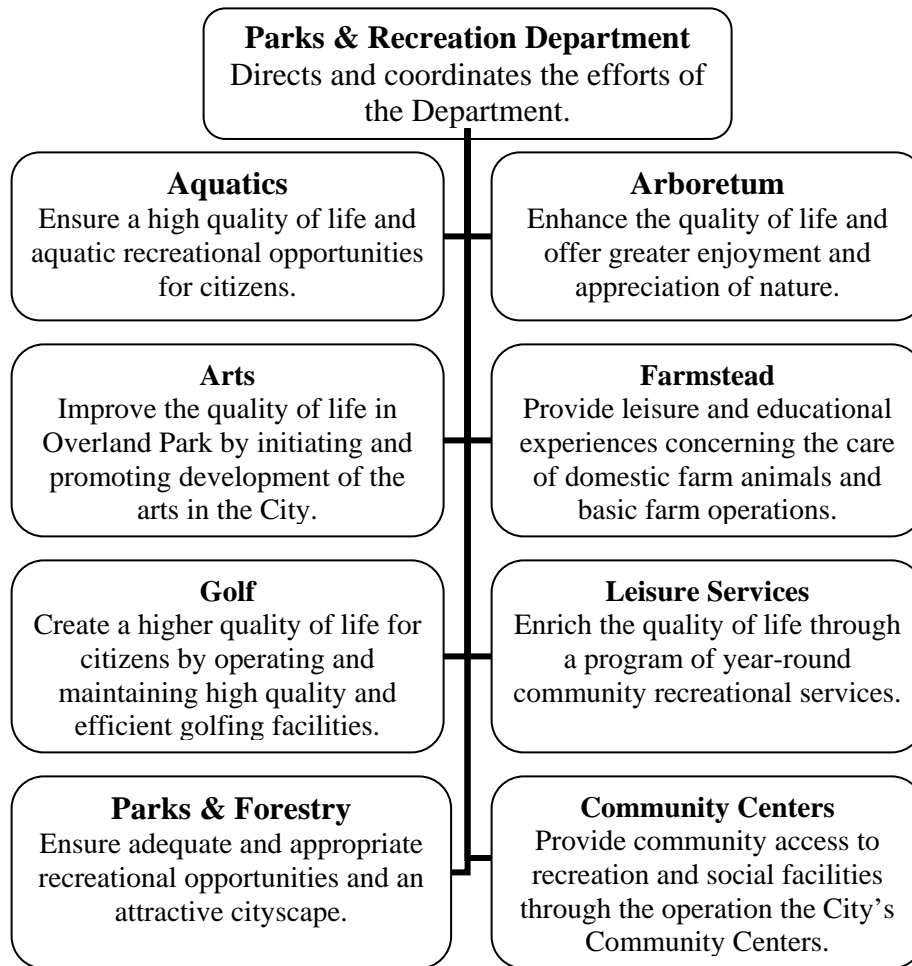 Parks & Recreation Department
Directs and coordinates the efforts of
the Department.
Aquatics
Ensure a high quality of life and
aquatic recreational opportunities
for citizens.
Arboretum
Enhance the quality of life and
offer greater enjoyment and
appreciation of nature.
Arts
Improve the quality of life in
Overland Park by initiating and
promoting development of the
arts in the City.
Farmstead
Provide leisure and educational
experiences concerning the care
of domestic farm animals and
basic farm operations.
Golf
Create a higher quality of life for
citizens by operating and
maintaining high quality and
efficient golfing facilities.
Leisure Services
Enrich the quality of life through
a program of year-round
community recreational services.
Parks & Forestry
Ensure adequate and appropriate
recreational opportunities and an
attractive cityscape.
Community Centers
Provide community access to
recreation and social facilities
through the operation the City's
Community Centers.